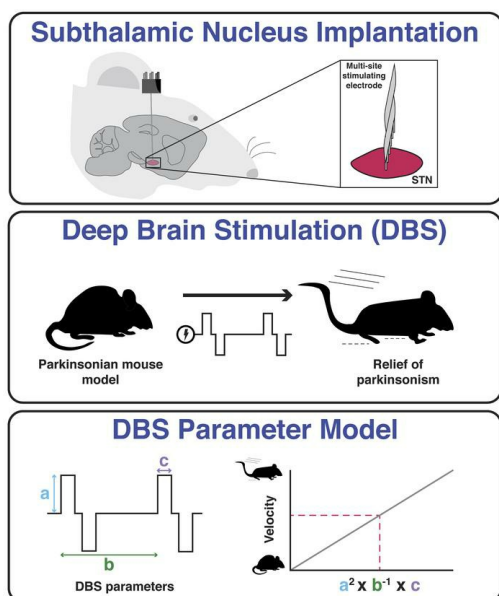 Subthalamic Nucleus Implantation
Multi-site
stimulating
electrode
STN
Deep Brain Stimulation (DBS)
Parkinsonian mouse
model
Relief of
parkinsonism
DBS Parameter Model
a
c
b
DBS parameters
Velocity
a² x b⁻¹ x c